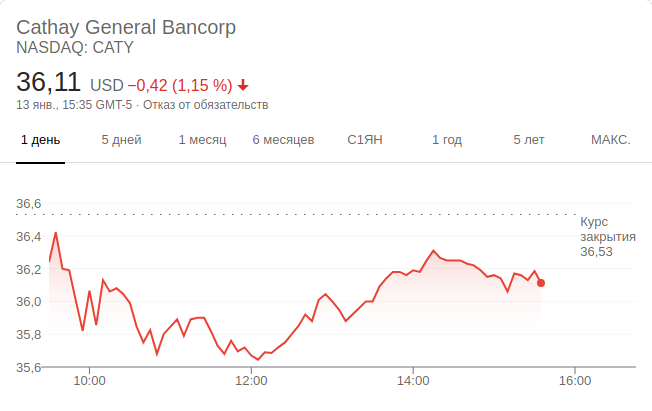 Cathay General Bancorp
NASDAQ: CATY
36,11 USD −0,42 (1,15 %)
13 янв., 15:35 GMT-5 · Отказ от обязательств
1 день 5 дней 1 месяц 6 месяцев С1ЯН 1 год 5 лет МАКС.
36,6
Курс
закрытия
36,53
36,4
36,2
36,0
35,8
35,6
10:00 12:00 14:00 16:00